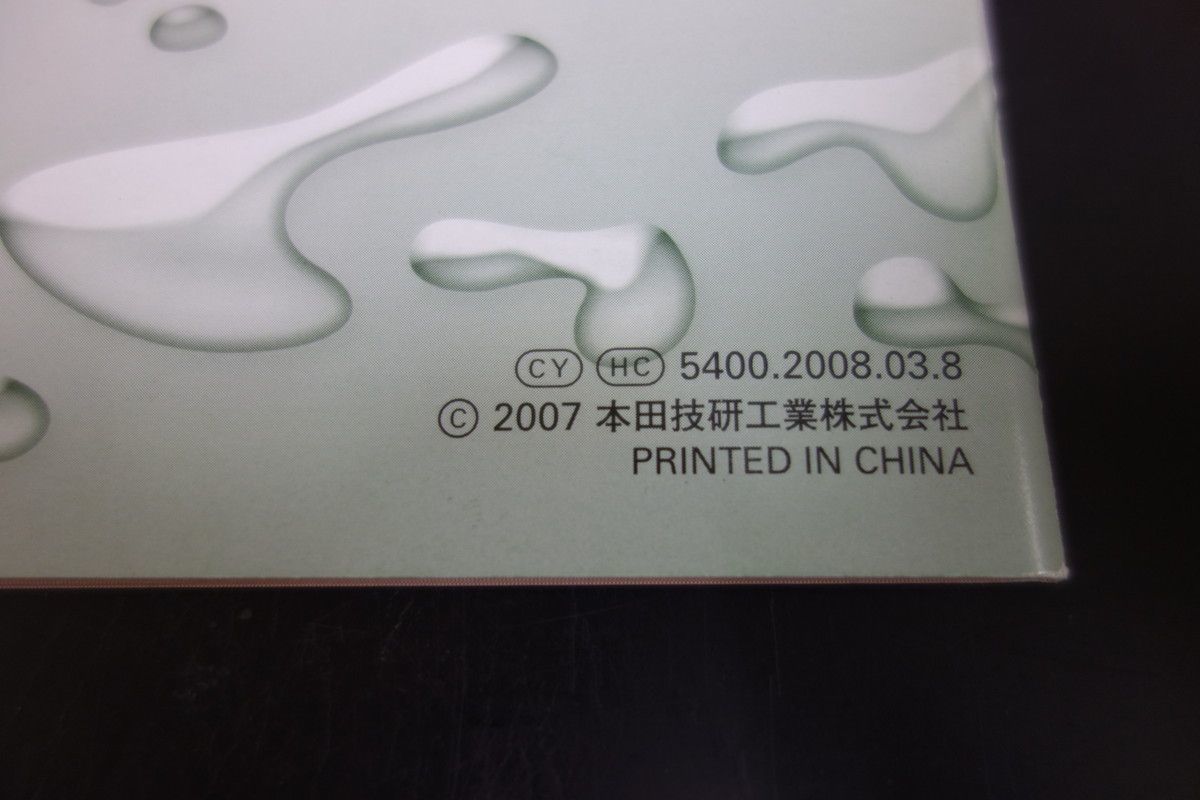 CY HC 5400.2008.03.8
© 2007 本田技研工業株式会社
PRINTED IN CHINA